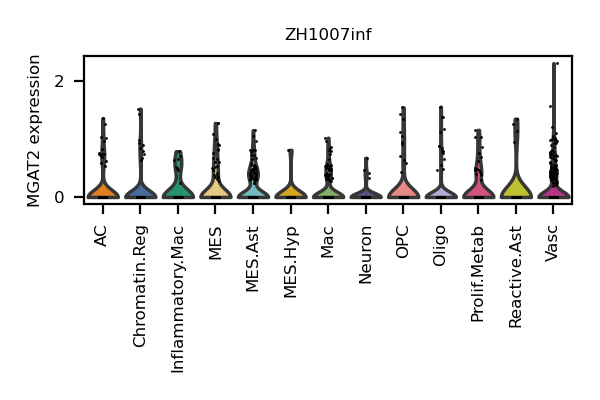 ZH1007inf
MGAT2 expression
2
0
AC
Chromatin.Reg
Inflammatory.Mac
MES
MES.Ast
MES.Hyp
Mac
Neuron
OPC
Oligo
Prolif.Metab
Reactive.Ast
Vasc